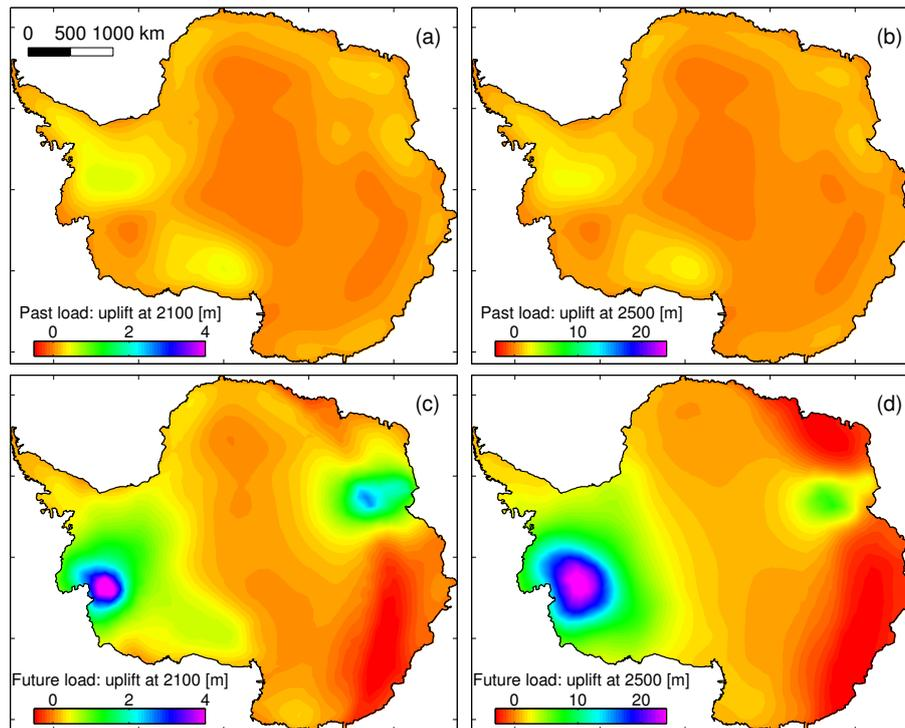 (a)
0 500 1000 km
Past load: uplift at 2100 [m]
0 2 4
(b)
Past load: uplift at 2500 [m]
0 10 20
(c)
Future load: uplift at 2100 [m]
0 2 4
(d)
Future load: uplift at 2500 [m]
0 10 20